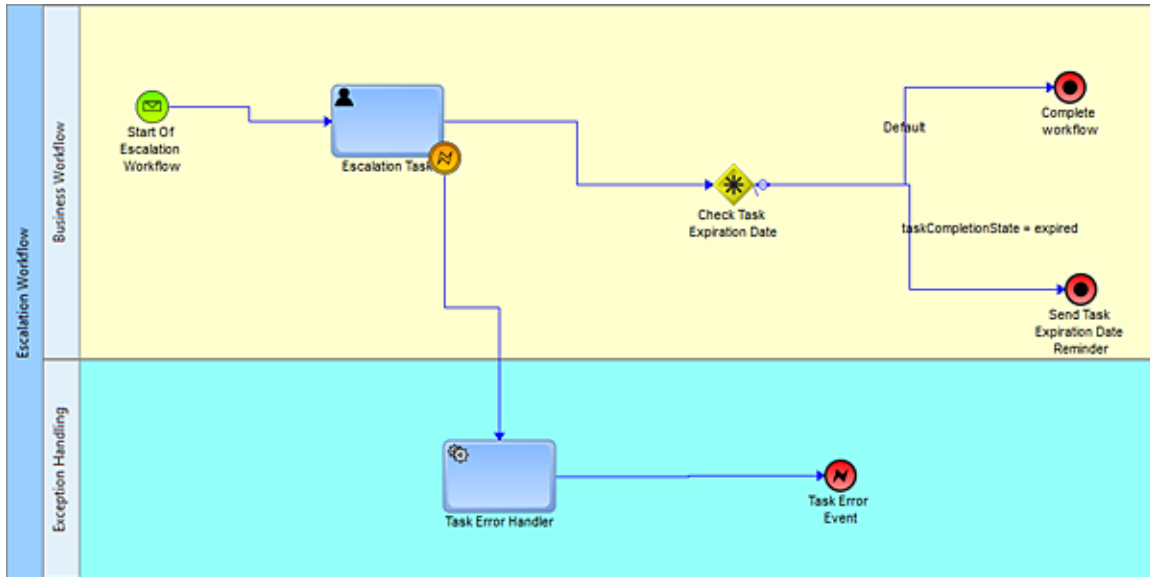 Escalation Workflow
Business Workflow
Start Of
Escalation
Workflow
Escalation Task
Check Task
Expiration Date
Default
Complete
workflow
taskCompletionState = expired
Send Task
Expiration Date
Reminder
Exception Handling
Task Error Handler
Task Error
Event